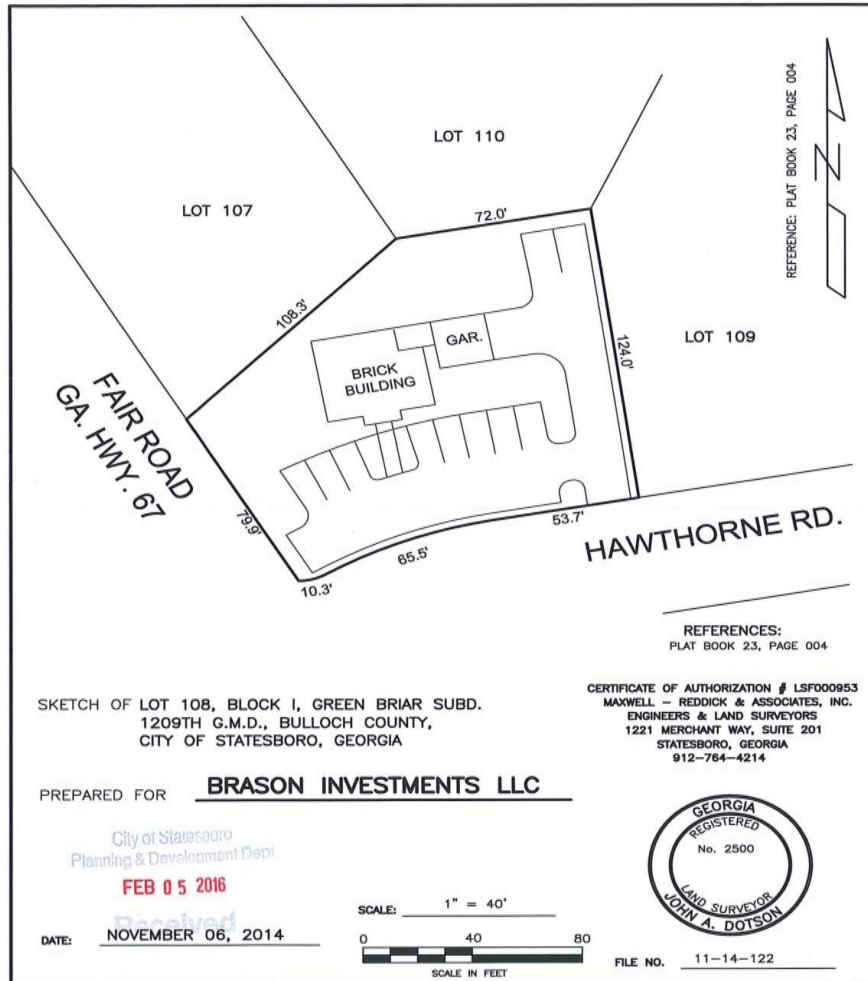 LOT 110
LOT 107
REFERENCE: PLAT BOOK 23, PAGE 004
N
72.0'
108.3'
GAR.
BRICK
BUILDING
124.0'
LOT 109
FAIR ROAD
GA. HWY. 67
79.9'
10.3'
65.5'
53.7'
HAWTHORNE RD.
REFERENCES:
PLAT BOOK 23, PAGE 004
SKETCH OF LOT 108, BLOCK I, GREEN BRIAR SUBD.
1209TH G.M.D., BULLOCH COUNTY,
CITY OF STATESBORO, GEORGIA
CERTIFICATE OF AUTHORIZATION # LSF000953
MAXWELL – REDDICK & ASSOCIATES, INC.
ENGINEERS & LAND SURVEYORS
1221 MERCHANT WAY, SUITE 201
STATESBORO, GEORGIA
912–764–4214
PREPARED FOR BRASON INVESTMENTS LLC
City of Statesboro
Planning & Development Dept
FEB 05 2016
Received
DATE: NOVEMBER 06, 2014
SCALE: 1" = 40'
0 40 80
SCALE IN FEET
GEORGIA
REGISTERED
No. 2500
LAND SURVEYOR
JOHN A. DOTSON
FILE NO. 11-14-122